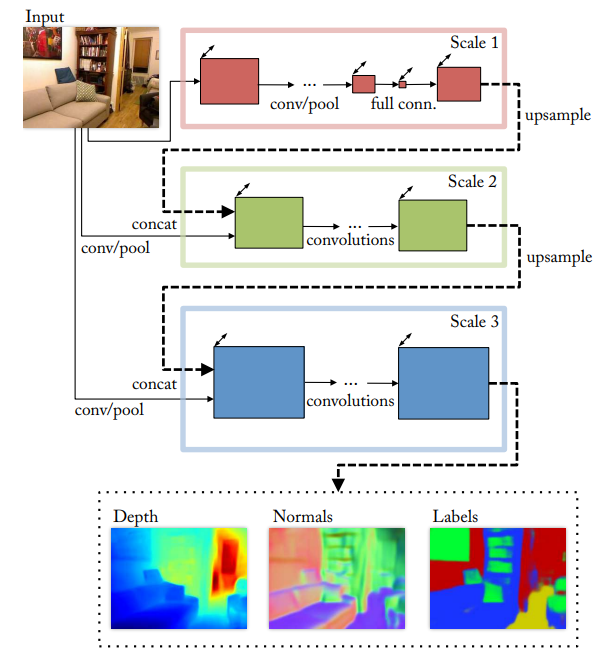 Input
Scale 1
conv/pool
...
full conn.
upsample
Scale 2
concat
conv/pool
...
convolutions
upsample
Scale 3
concat
conv/pool
...
convolutions
Depth
Normals
Labels